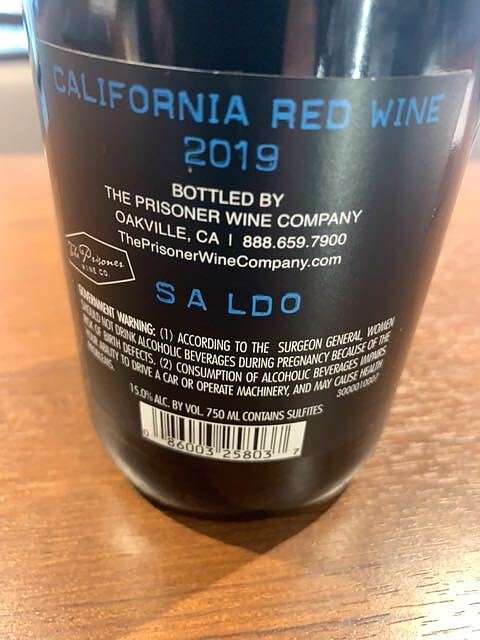 CALIFORNIA RED WINE
2019
BOTTLED BY
THE PRISONER WINE COMPANY
OAKVILLE, CA | 888.659.7900
ThePrisonerWineCompany.com
The Prisoner
WINE CO.
SALDO
GOVERNMENT WARNING: (1) ACCORDING TO THE SURGEON GENERAL, WOMEN
SHOULD NOT DRINK ALCOHOLIC BEVERAGES DURING PREGNANCY BECAUSE OF THE
RISK OF BIRTH DEFECTS. (2) CONSUMPTION OF ALCOHOLIC BEVERAGES IMPAIRS
YOUR ABILITY TO DRIVE A CAR OR OPERATE MACHINERY, AND MAY CAUSE HEALTH
PROBLEMS.
3000010007
15.0% ALC. BY VOL. 750 ML CONTAINS SULFITES
0 86003 25803 7